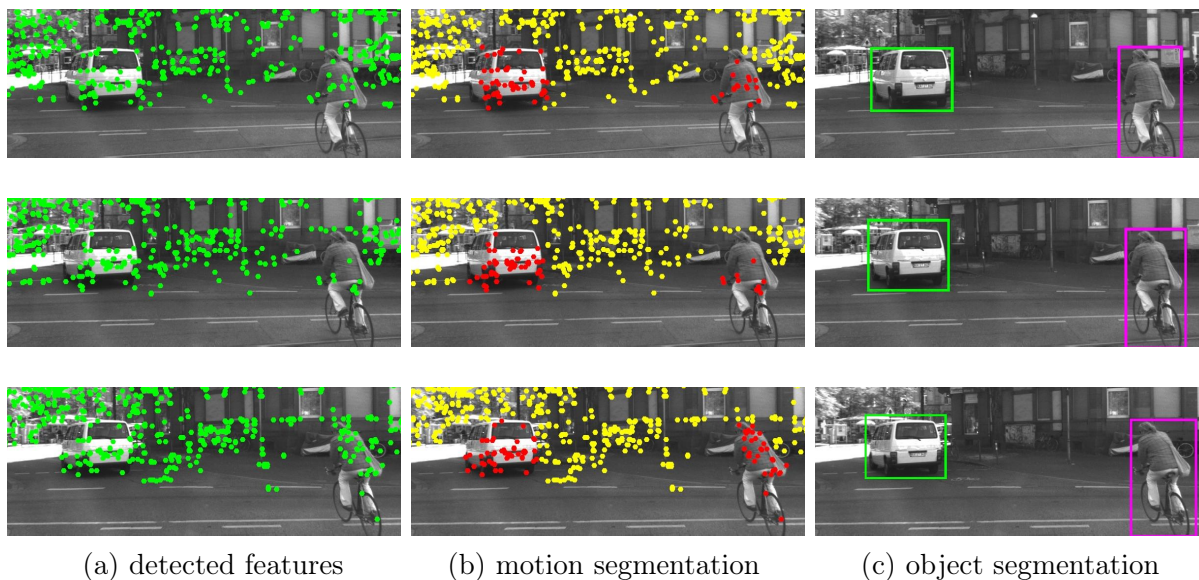 (a) detected features
(b) motion segmentation
(c) object segmentation